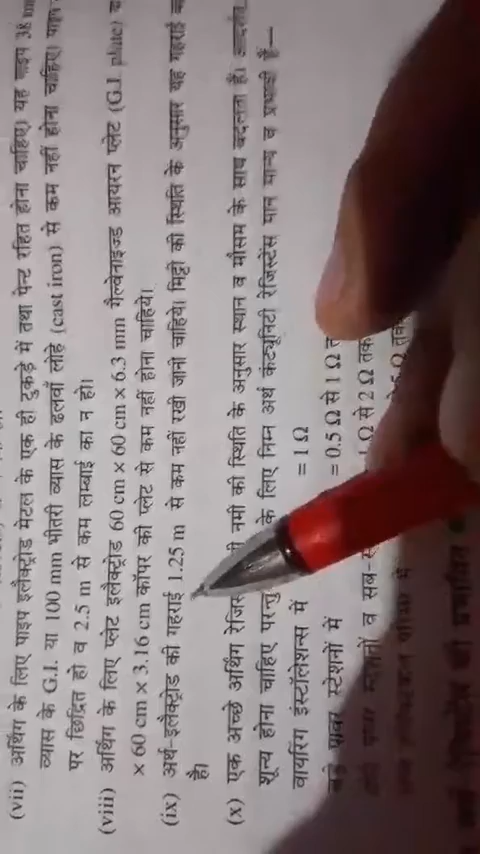 (vii) अर्थिंग के लिए पाइप इलैक्ट्रोड मेटल के एक ही टुकड़े में तथा पेन्ट रहित होना चाहिए। यह पाइप 38 mm
व्यास के G.I. या 100 mm भीतरी व्यास के ढलवाँ लोहे (cast iron) से कम नहीं होना चाहिए।
पर छिद्रित हो व 2.5 m से कम लम्बाई का न हो।
(viii) अर्थिंग के लिए प्लेट इलैक्ट्रोड 60 cm × 60 cm × 6.3 mm गैल्वेनाइज्ड आयरन प्लेट (G.I. plate)
× 60 cm × 3.16 cm कॉपर की प्लेट से कम नहीं होना चाहिये।
(ix) अर्थ-इलैक्ट्रोड की गहराई 1.25 m से कम नहीं रखी जानी चाहिये। मिट्टी की स्थिति के अनुसार यह गहराई
है।
(x) एक अच्छे अर्थिंग नमी की स्थिति के अनुसार स्थान व मौसम के साथ बदलता है।
शून्य होना चाहिए के लिए निम्न अर्थ कंट्यूनिटी रेजिस्टेंस मान मान्य व प्रभावी हैं—
वायरिंग इंस्टॉलेशन्स में = 1 Ω
बड़े पावर स्टेशनों में = 0.5 Ω से 1 Ω
Ω से 2 Ω तक